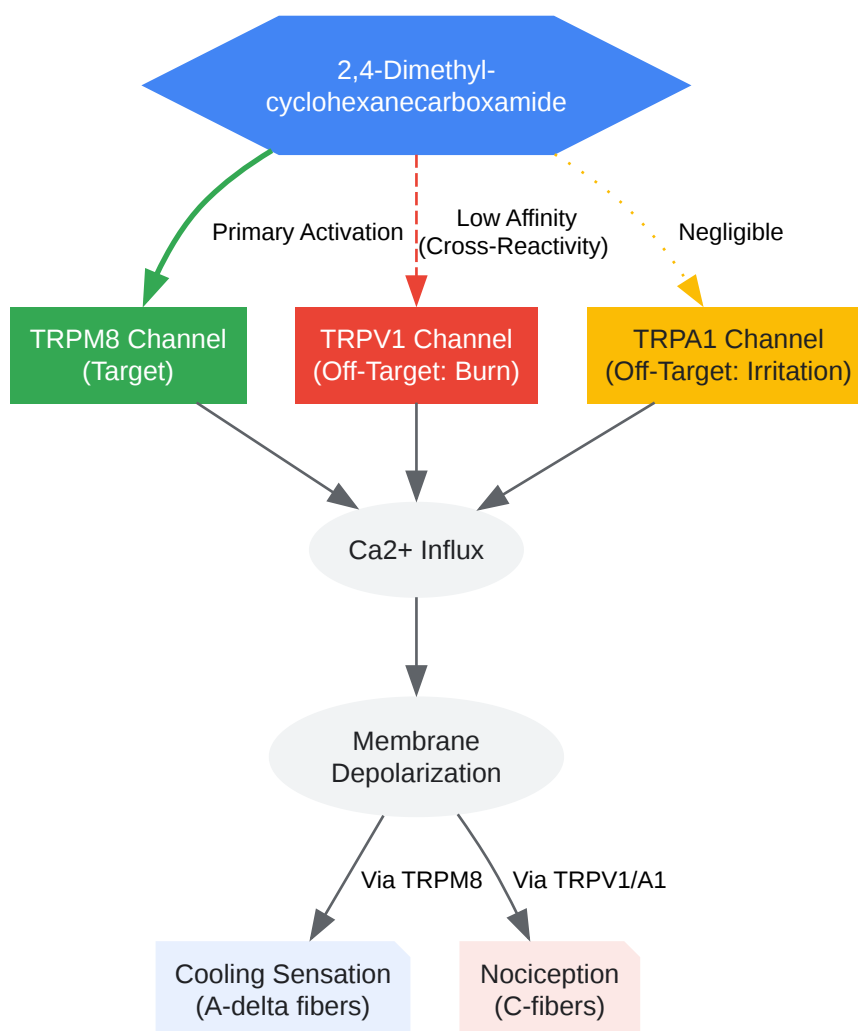 2,4-Dimethyl-
cyclohexanecarboxamide
Primary Activation
Low Affinity
(Cross-Reactivity)
Negligible
TRPM8 Channel
(Target)
TRPV1 Channel
(Off-Target: Burn)
TRPA1 Channel
(Off-Target: Irritation)
Ca2+ Influx
Membrane
Depolarization
Via TRPM8
Via TRPV1/A1
Cooling Sensation
(A-delta fibers)
Nociception
(C-fibers)